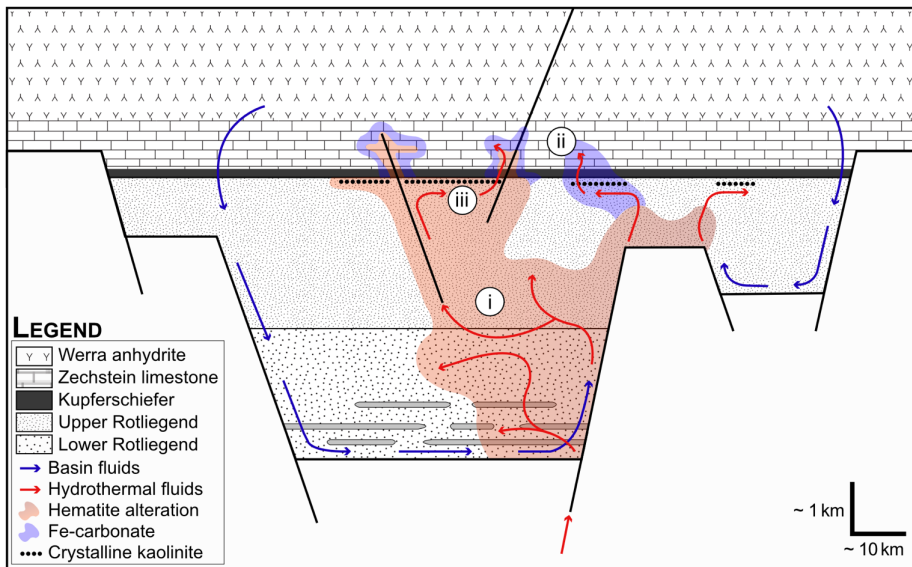 ii
iii
i
LEGEND
Werra anhydrite
Zechstein limestone
Kupferschiefer
Upper Rotliegend
Lower Rotliegend
Basin fluids
Hydrothermal fluids
Hematite alteration
Fe-carbonate
Crystalline kaolinite
~ 1 km
~ 10 km